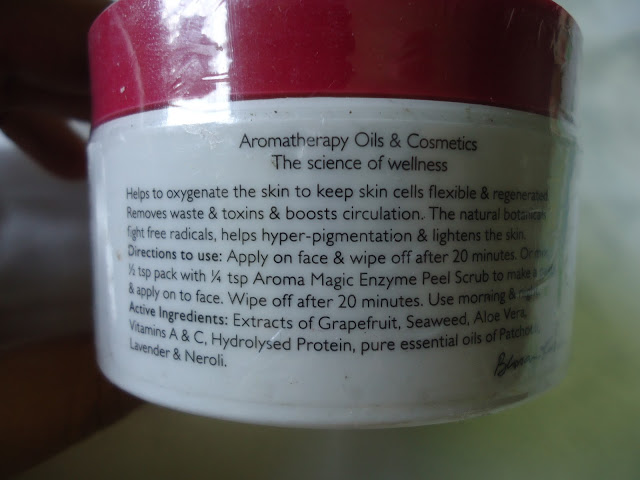 Aromatherapy Oils & Cosmetics
The science of wellness
Helps to oxygenate the skin to keep skin cells flexible & regenerated
Removes waste & toxins & boosts circulation. The natural botanicals
fight free radicals, helps hyper-pigmentation & lightens the skin.
Directions to use: Apply on face & wipe off after 20 minutes. Or
½ tsp pack with ¼ tsp Aroma Magic Enzyme Peel Scrub to make a
& apply on to face. Wipe off after 20 minutes. Use morning &
Active Ingredients: Extracts of Grapefruit, Seaweed, Aloe Vera,
Vitamins A & C, Hydrolysed Protein, pure essential oils of Patchouli,
Lavender & Neroli.